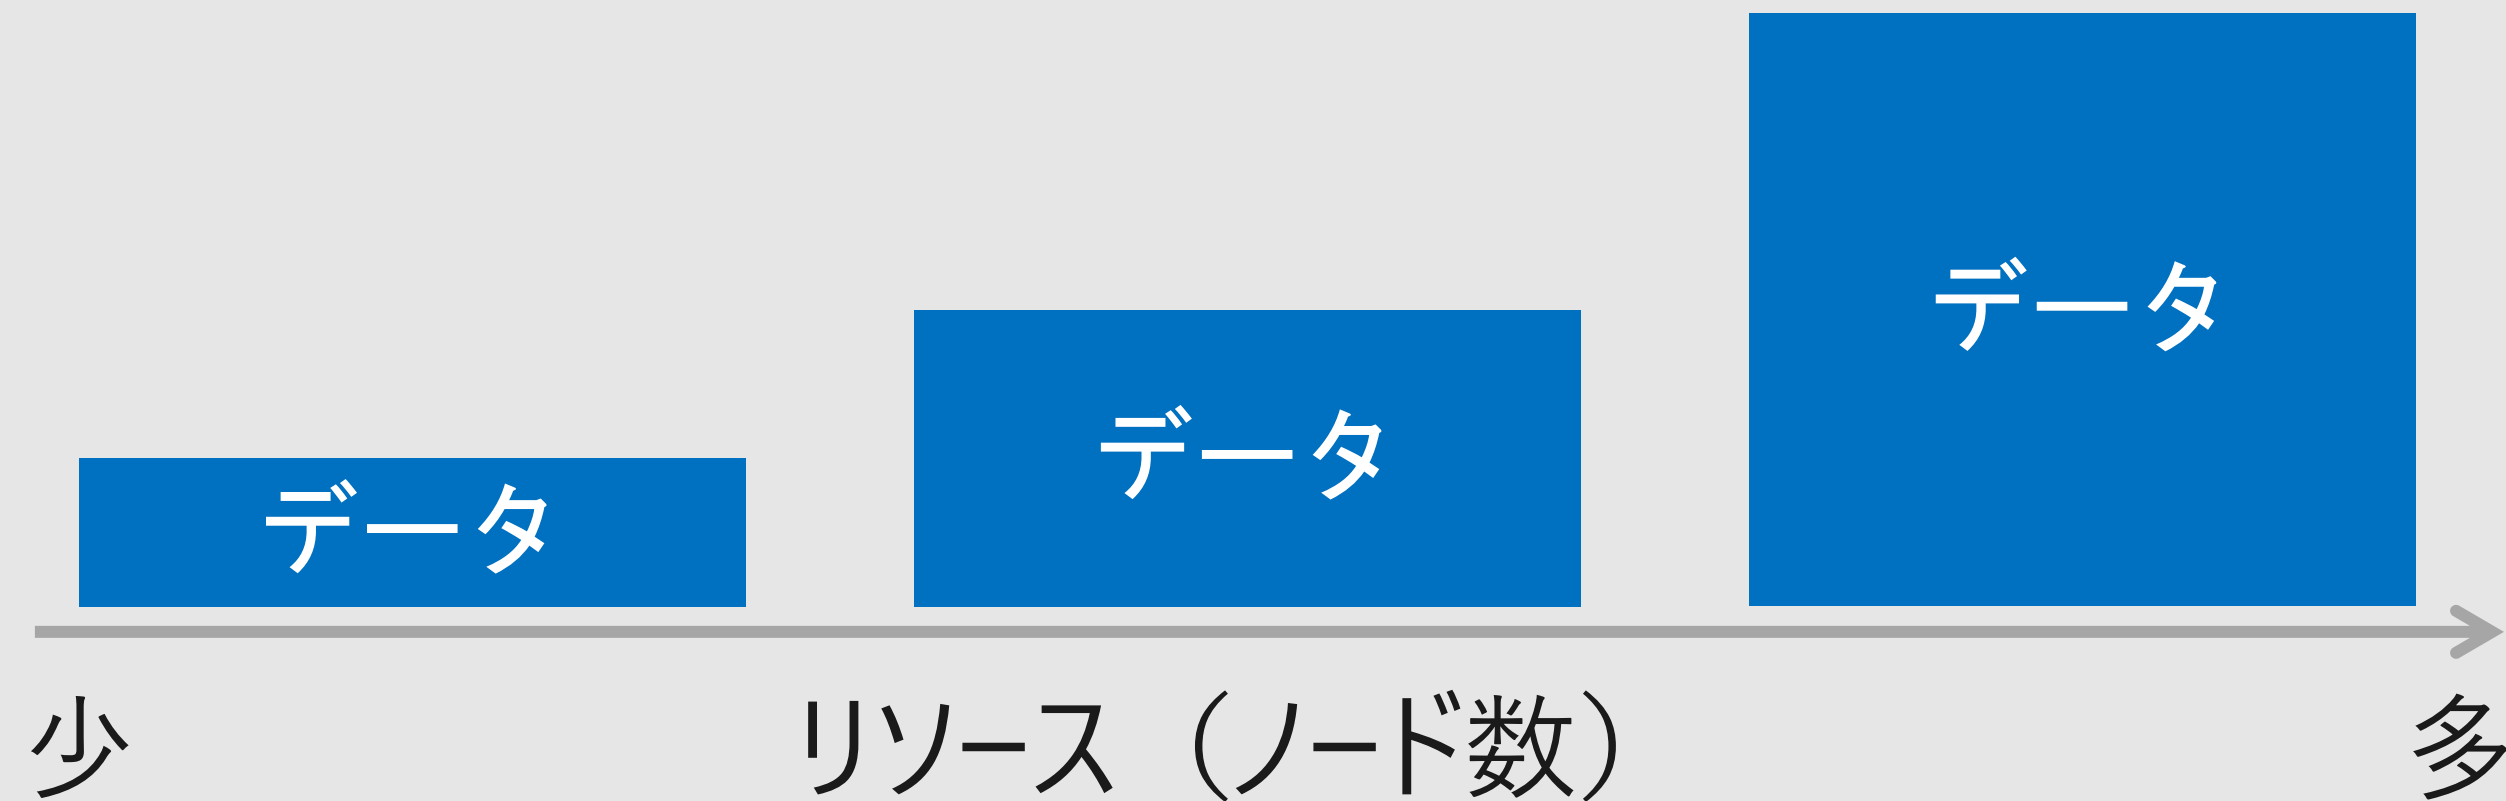 データ
データ
データ
少 リソース（ノード数） 多